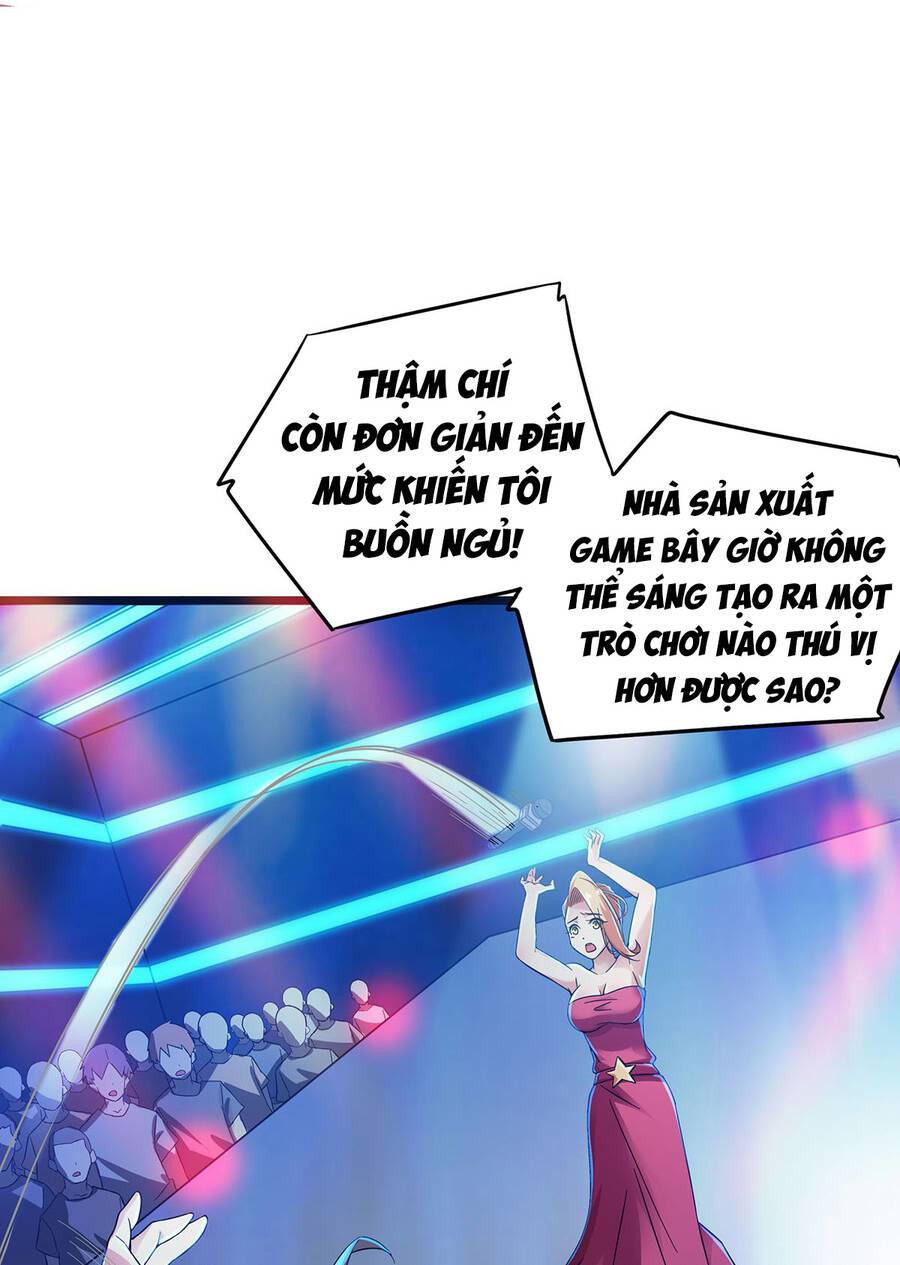 THẬM CHÍ
CÒN ĐƠN GIẢN ĐẾN
MỨC KHIẾN TÔI
BUỒN NGỦ!
NHÀ SẢN XUẤT
GAME BÂY GIỜ KHÔNG
THỂ SÁNG TẠO RA MỘT
TRÒ CHƠI NÀO THÚ VỊ
HƠN ĐƯỢC SAO?